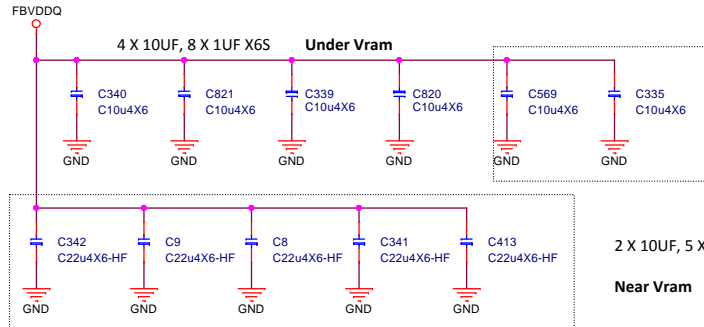 FBVDDQ
4 X 10UF, 8 X 1UF X6S Under Vram
C340 C821 C339 C820 C569 C335
C10u4X6 C10u4X6 C10u4X6 C10u4X6 C10u4X6 C10u4X6
GND GND GND GND GND GND
C342 C9 C8 C341 C413
C22u4X6-HF C22u4X6-HF C22u4X6-HF C22u4X6-HF C22u4X6-HF
2 X 10UF, 5 X
Near Vram
GND GND GND GND GND